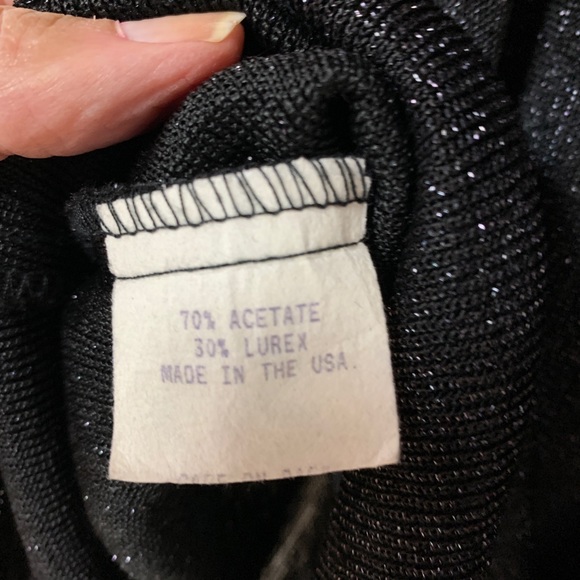 70% ACETATE
30% LUREX
MADE IN THE USA.